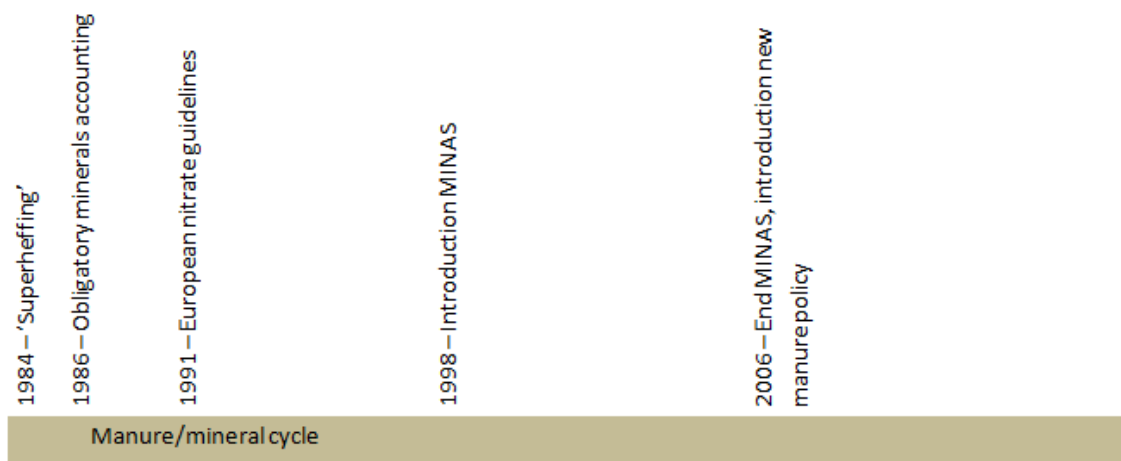 1984 – 'Superheffing'
1986 – Obligatory minerals accounting
1991 – European nitrate guidelines
1998 – Introduction MINAS
2006 – End MINAS, introduction new
manure policy
Manure/mineral cycle